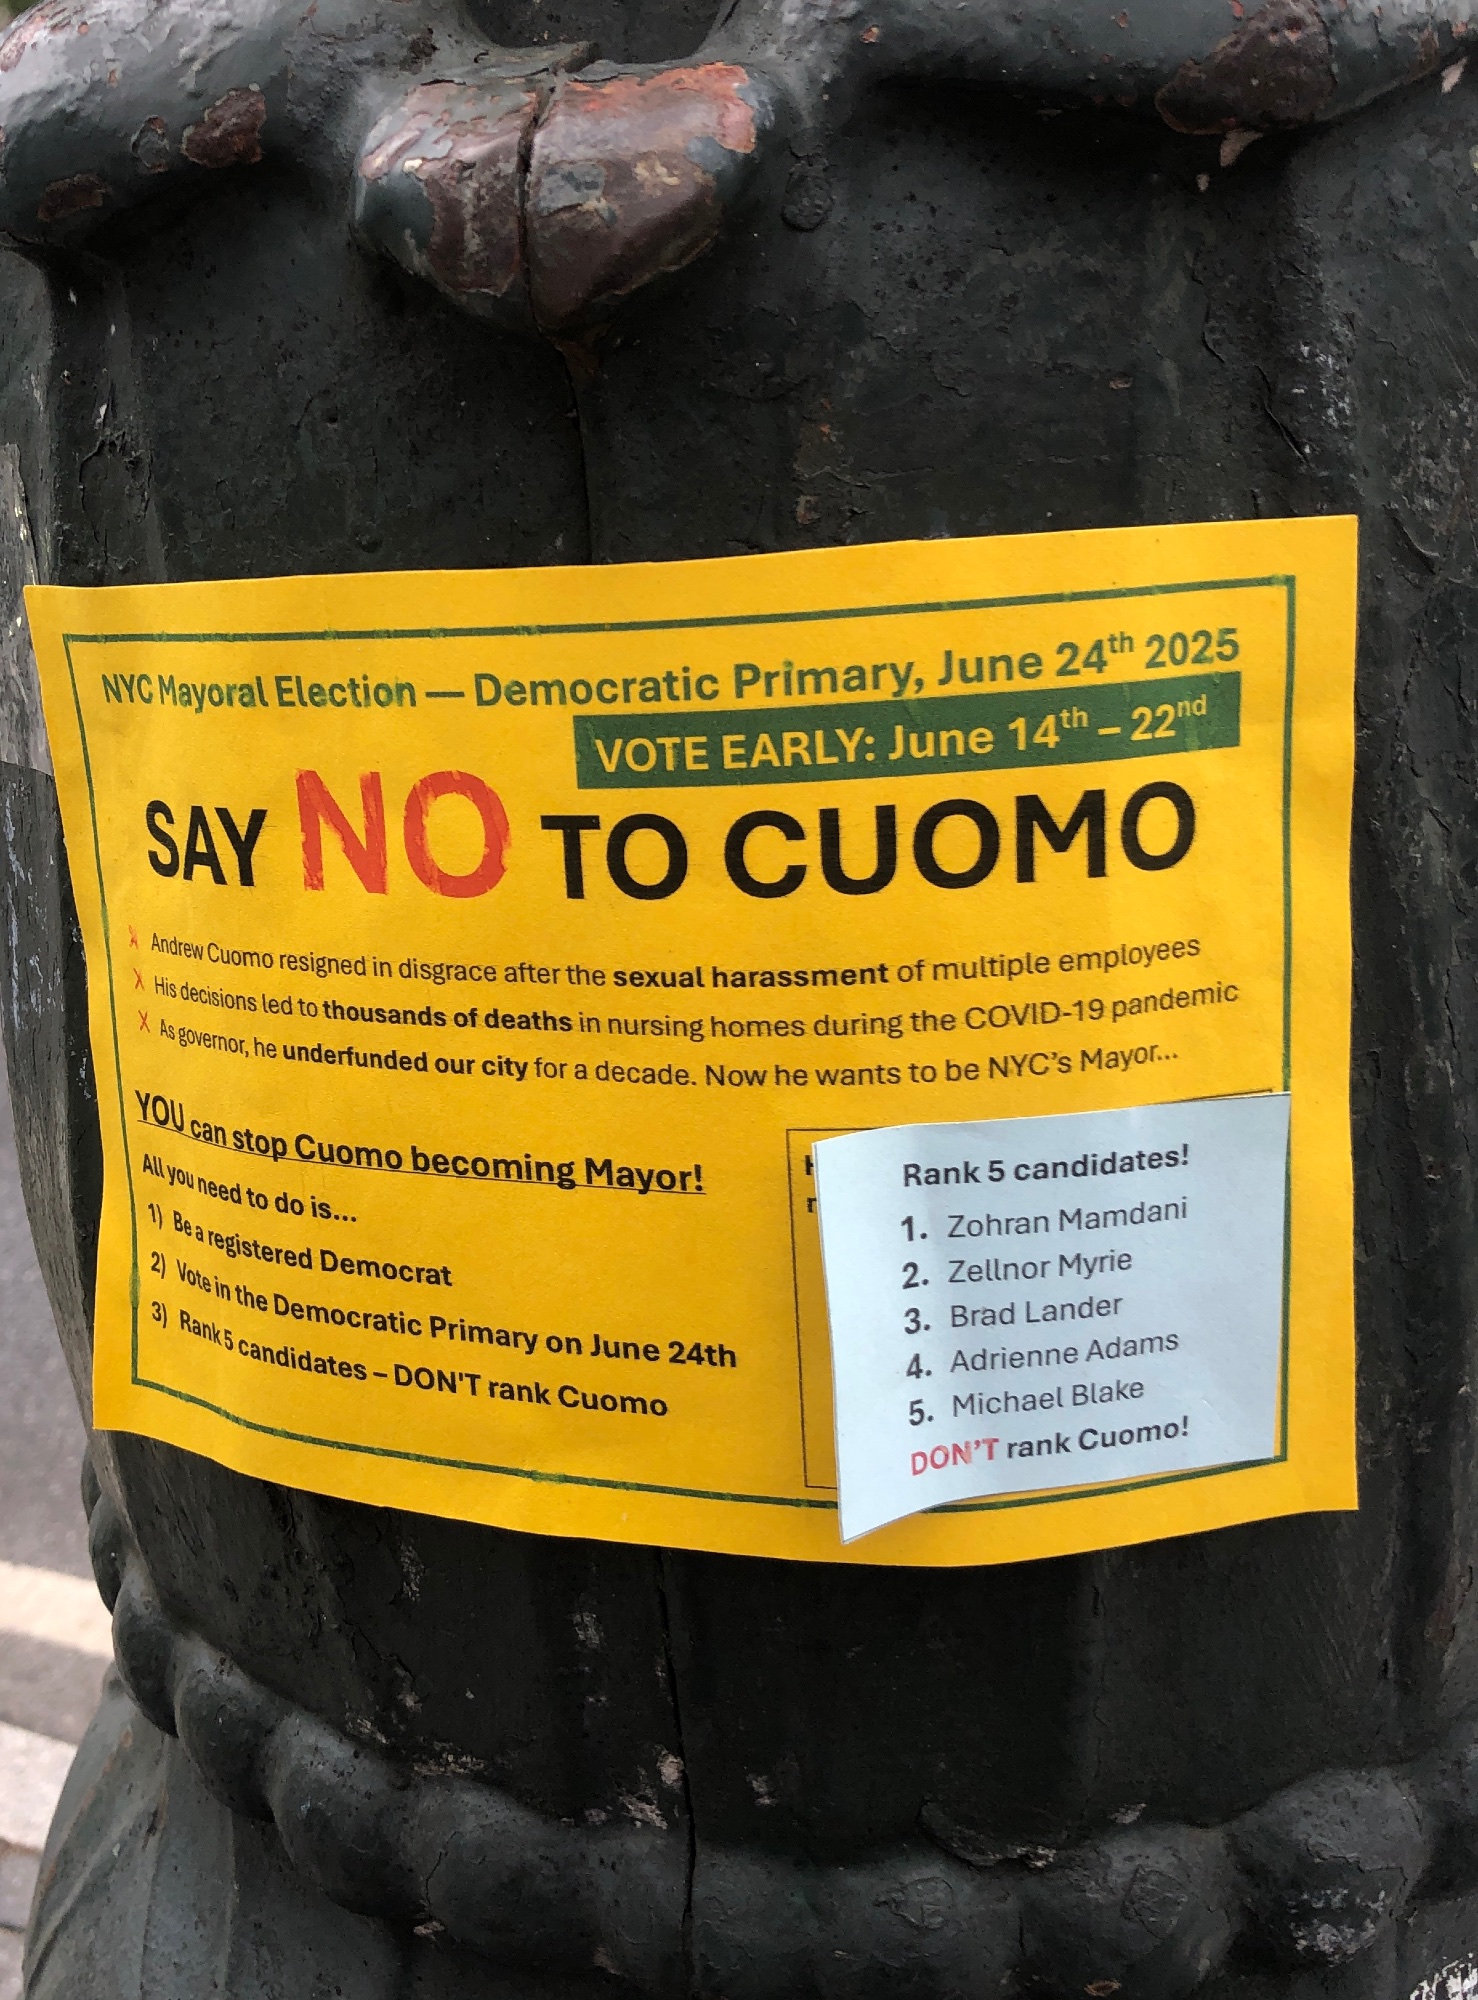 NYC Mayoral Election — Democratic Primary, June 24th 2025
VOTE EARLY: June 14th – 22nd
SAY NO TO CUOMO
X Andrew Cuomo resigned in disgrace after the sexual harassment of multiple employees
X His decisions led to thousands of deaths in nursing homes during the COVID-19 pandemic
X As governor, he underfunded our city for a decade. Now he wants to be NYC's Mayor...
YOU can stop Cuomo becoming Mayor!
All you need to do is...
1) Be a registered Democrat
2) Vote in the Democratic Primary on June 24th
3) Rank 5 candidates – DON'T rank Cuomo
Rank 5 candidates!
1. Zohran Mamdani
2. Zellnor Myrie
3. Brad Lander
4. Adrienne Adams
5. Michael Blake
DON'T rank Cuomo!